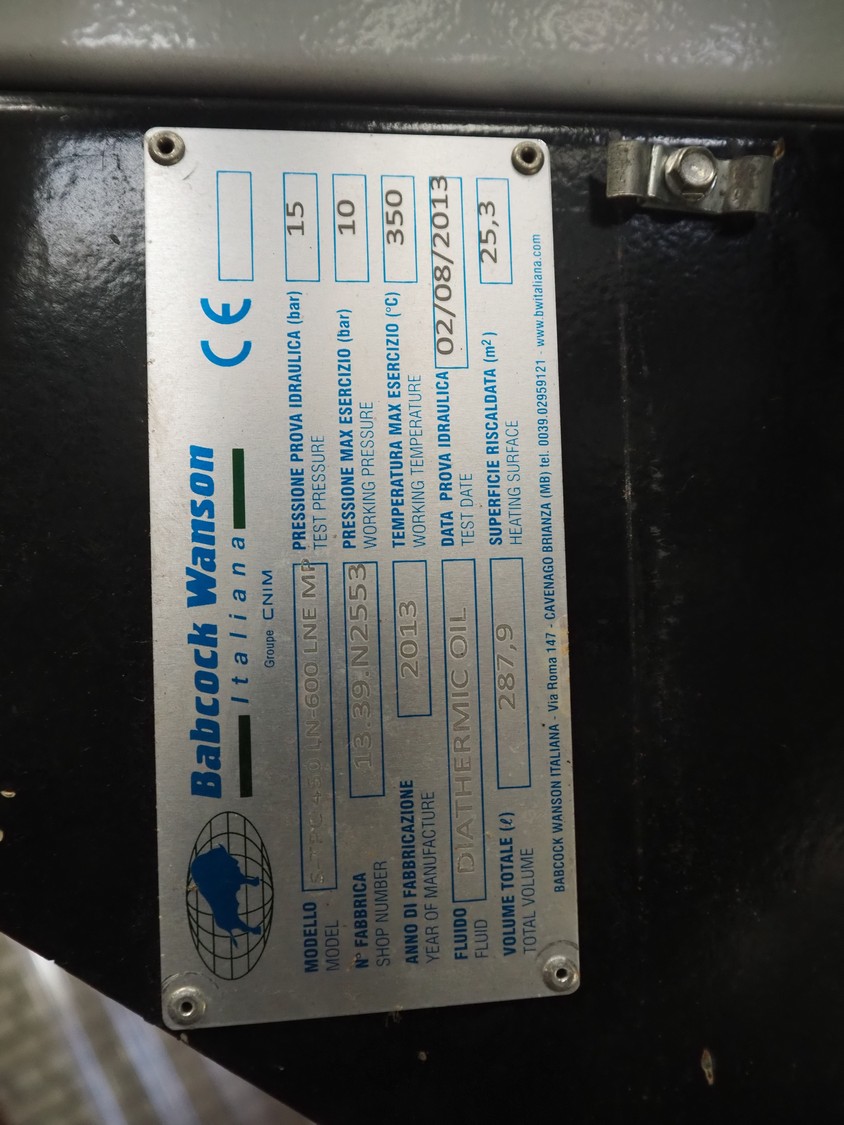 Babcock Wanson
Italiana
Groupe CNIM
CE
MODELLO
MODEL
LN-600 LNE MP
PRESSIONE PROVA IDRAULICA (bar)
TEST PRESSURE
15
N° FABBRICA
SHOP NUMBER
13.39.N2553
PRESSIONE MAX ESERCIZIO (bar)
WORKING PRESSURE
10
ANNO DI FABBRICAZIONE
YEAR OF MANUFACTURE
2013
TEMPERATURA MAX ESERCIZIO (°C)
WORKING TEMPERATURE
350
FLUIDO
FLUID
DIATHERMIC OIL
DATA PROVA IDRAULICA
TEST DATE
02/08/2013
VOLUME TOTALE (ℓ)
TOTAL VOLUME
287,9
SUPERFICIE RISCALDATA (m²)
HEATING SURFACE
25,3
BABCOCK WANSON ITALIANA - Via Roma 147 - CAVENAGO BRIANZA (MB) tel. 0039 02959121 - www.bwitaliana.com